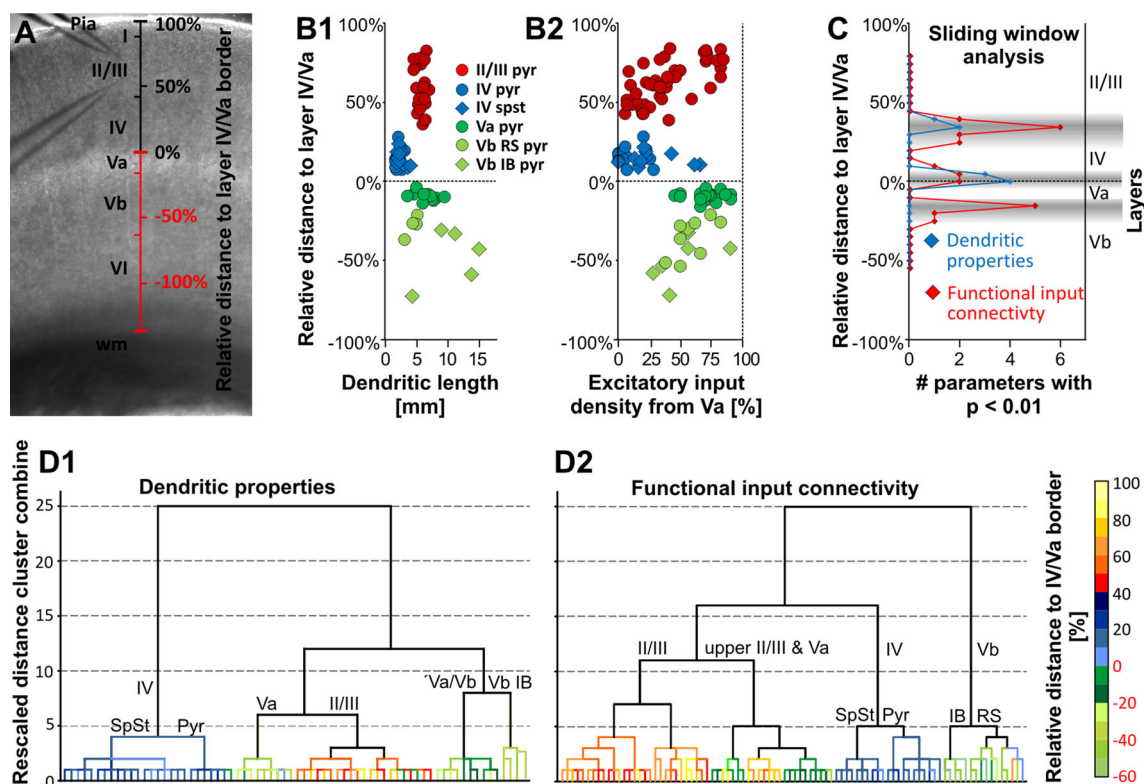 A
Pia
I
II/III
IV
Va
Vb
VI
wm
100%
50%
0%
-50%
-100%
Relative distance to layer IV/Va border
B1
Relative distance to layer IV/Va
100%
50%
0%
-50%
-100%
0 5 10 15
Dendritic length
[mm]
II/III pyr
IV pyr
IV spst
Va pyr
Vb RS pyr
Vb IB pyr
B2
100%
50%
0%
-50%
-100%
0 25 50 75 100
Excitatory input
density from Va [%]
C
Relative distance to layer IV/Va
Sliding window
analysis
100%
50%
0%
-50%
-100%
II/III
IV
Va
Vb
Layers
Dendritic
properties
Functional input
connectivty
0 2 4 6
# parameters with
p < 0.01
D1
Dendritic properties
Rescaled distance cluster combine
25
20
15
10
5
0
IV
SpSt Pyr
Va
II/III
´Va/Vb
Vb IB
D2
Functional input connectivity
II/III
upper II/III & Va
IV
Vb
SpSt Pyr
IB RS
Relative distance to IV/Va border
[%]
100
80
60
40
20
0
-20
-40
-60